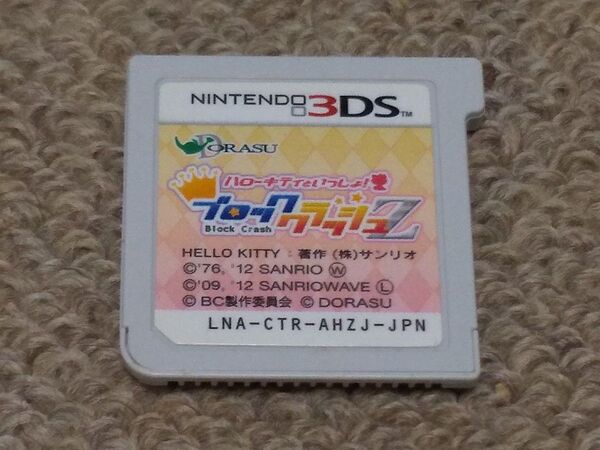 NINTENDO 3DS™
DORASU
ハローキティといっしょ!
ブロッククラッシュZ
Block Crash
HELLO KITTY : 著作 (株)サンリオ
©'76, '12 SANRIO Ⓦ
©'09, '12 SANRIOWAVE Ⓛ
© BC製作委員会 © DORASU
LNA-CTR-AHZJ-JPN